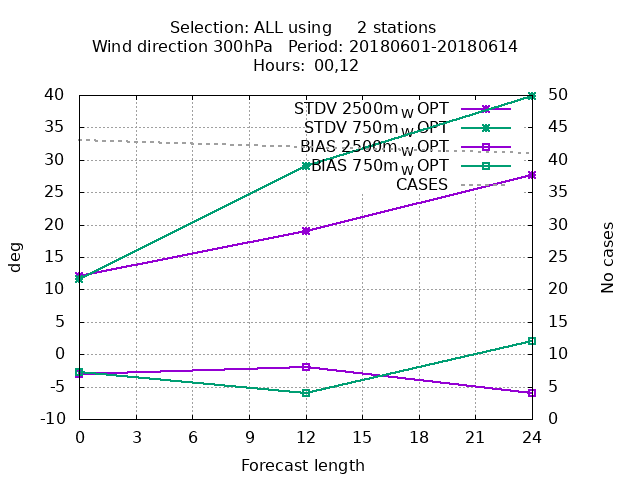 Selection: ALL using     2 stations
Wind direction 300hPa   Period: 20180601-20180614
Hours: 00,12
STDV 2500m_W OPT
STDV 750m_W OPT
BIAS 2500m_W OPT
BIAS 750m_W OPT
CASES
deg
No cases
40
35
30
25
20
15
10
5
0
-5
-10
50
45
40
35
30
25
20
15
10
5
0
0 3 6 9 12 15 18 21 24
Forecast length